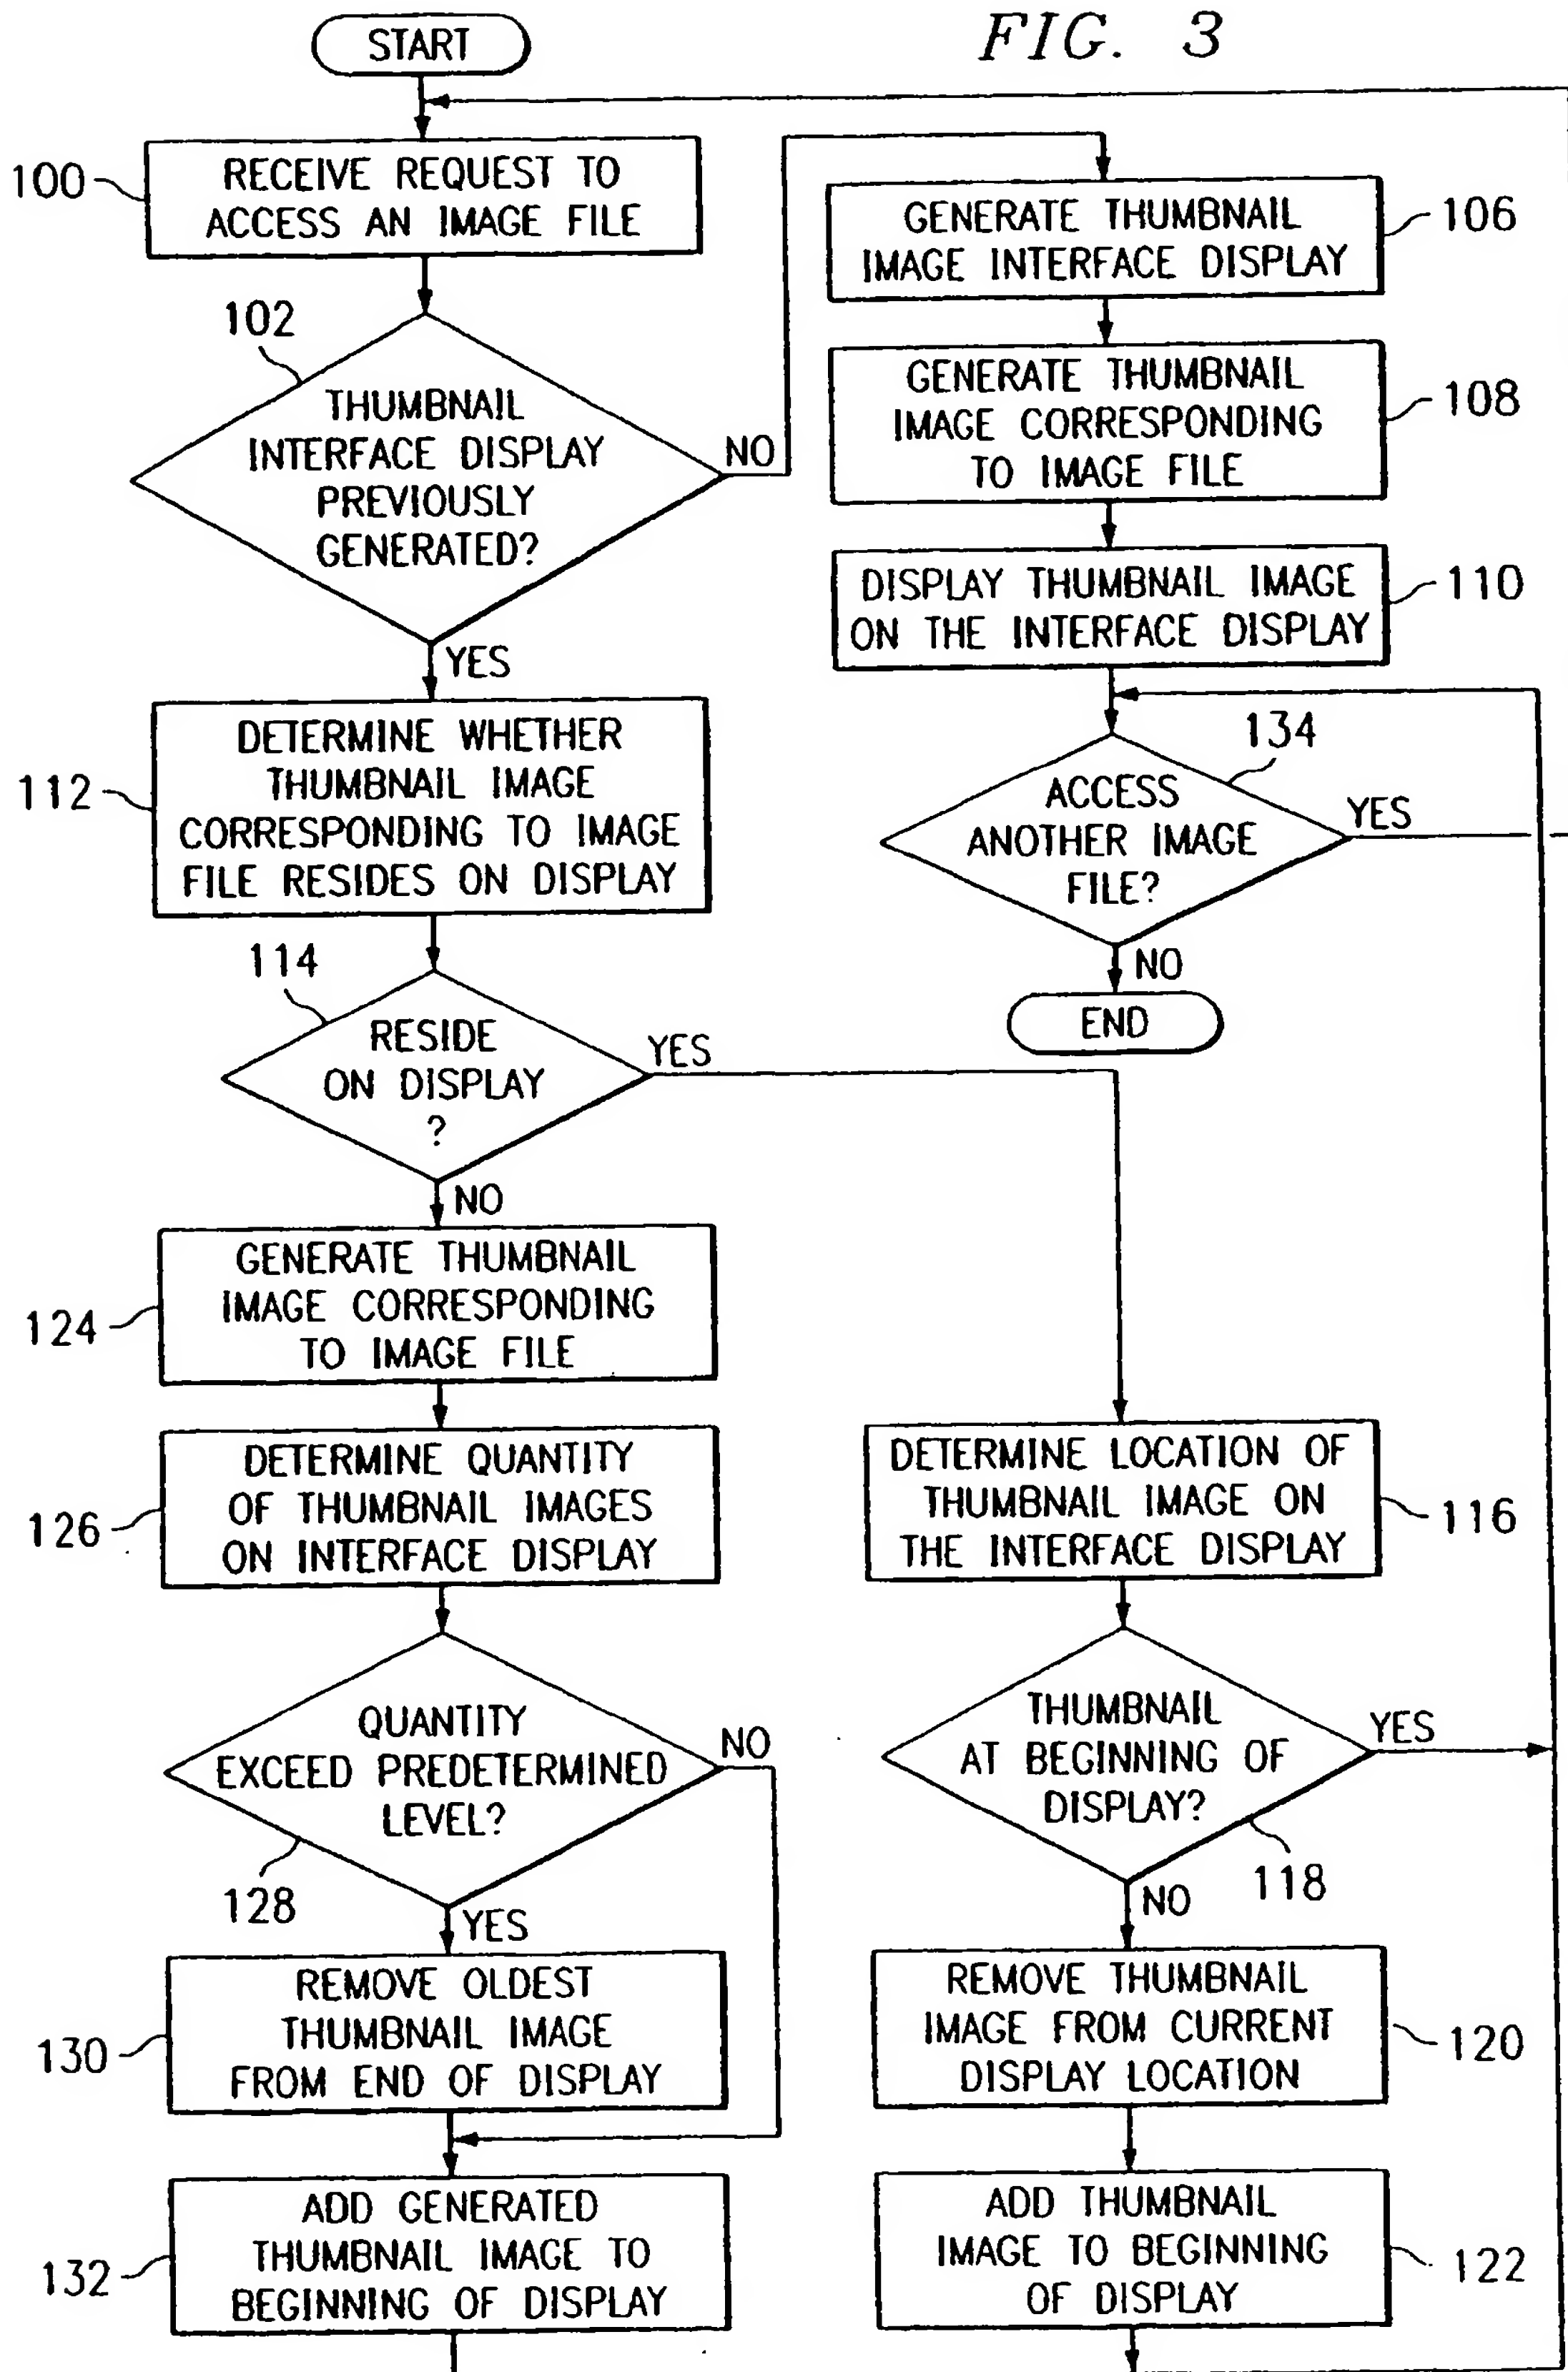 FIG. 3
START
100
RECEIVE REQUEST TO
ACCESS AN IMAGE FILE
102
THUMBNAIL
INTERFACE DISPLAY
PREVIOUSLY
GENERATED?
NO
YES
106
GENERATE THUMBNAIL
IMAGE INTERFACE DISPLAY
108
GENERATE THUMBNAIL
IMAGE CORRESPONDING
TO IMAGE FILE
110
DISPLAY THUMBNAIL IMAGE
ON THE INTERFACE DISPLAY
134
ACCESS
ANOTHER IMAGE
FILE?
YES
NO
END
112
DETERMINE WHETHER
THUMBNAIL IMAGE
CORRESPONDING TO IMAGE
FILE RESIDES ON DISPLAY
114
RESIDE
ON DISPLAY
?
YES
NO
124
GENERATE THUMBNAIL
IMAGE CORRESPONDING
TO IMAGE FILE
126
DETERMINE QUANTITY
OF THUMBNAIL IMAGES
ON INTERFACE DISPLAY
QUANTITY
EXCEED PREDETERMINED
LEVEL?
NO
128
YES
130
REMOVE OLDEST
THUMBNAIL IMAGE
FROM END OF DISPLAY
132
ADD GENERATED
THUMBNAIL IMAGE TO
BEGINNING OF DISPLAY
116
DETERMINE LOCATION OF
THUMBNAIL IMAGE ON
THE INTERFACE DISPLAY
THUMBNAIL
AT BEGINNING OF
DISPLAY?
YES
118
NO
120
REMOVE THUMBNAIL
IMAGE FROM CURRENT
DISPLAY LOCATION
122
ADD THUMBNAIL
IMAGE TO BEGINNING
OF DISPLAY